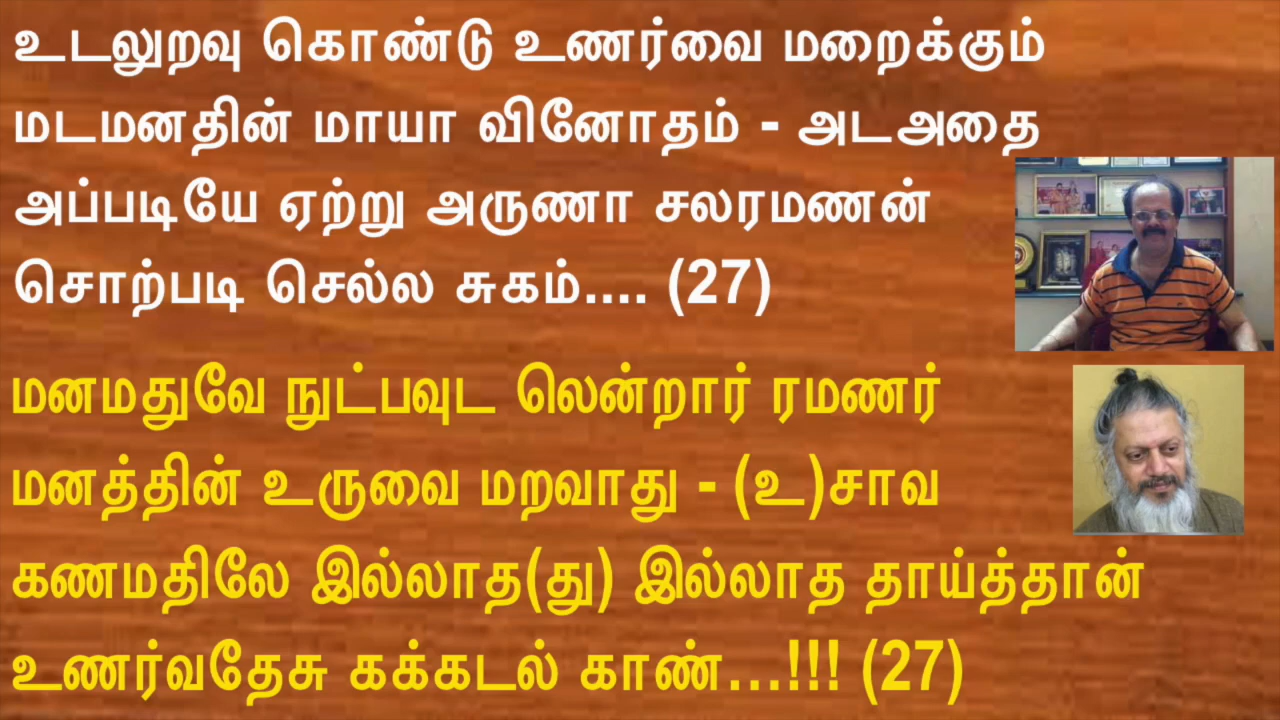 உடலுறவு கொண்டு உணர்வை மறைக்கும்
மடமனதின் மாயா வினோதம் - அடஅதை
அப்படியே ஏற்று அருணா சலரமணன்
சொற்படி செல்ல சுகம்.... (27)
மனமதுவே நுட்பவுட லென்றார் ரமணர்
மனத்தின் உருவை மறவாது - (உ)சாவ
கணமதிலே இல்லாத(து) இல்லாத தாய்த்தான்
உணர்வதேசு கக்கடல் காண்...!!! (27)